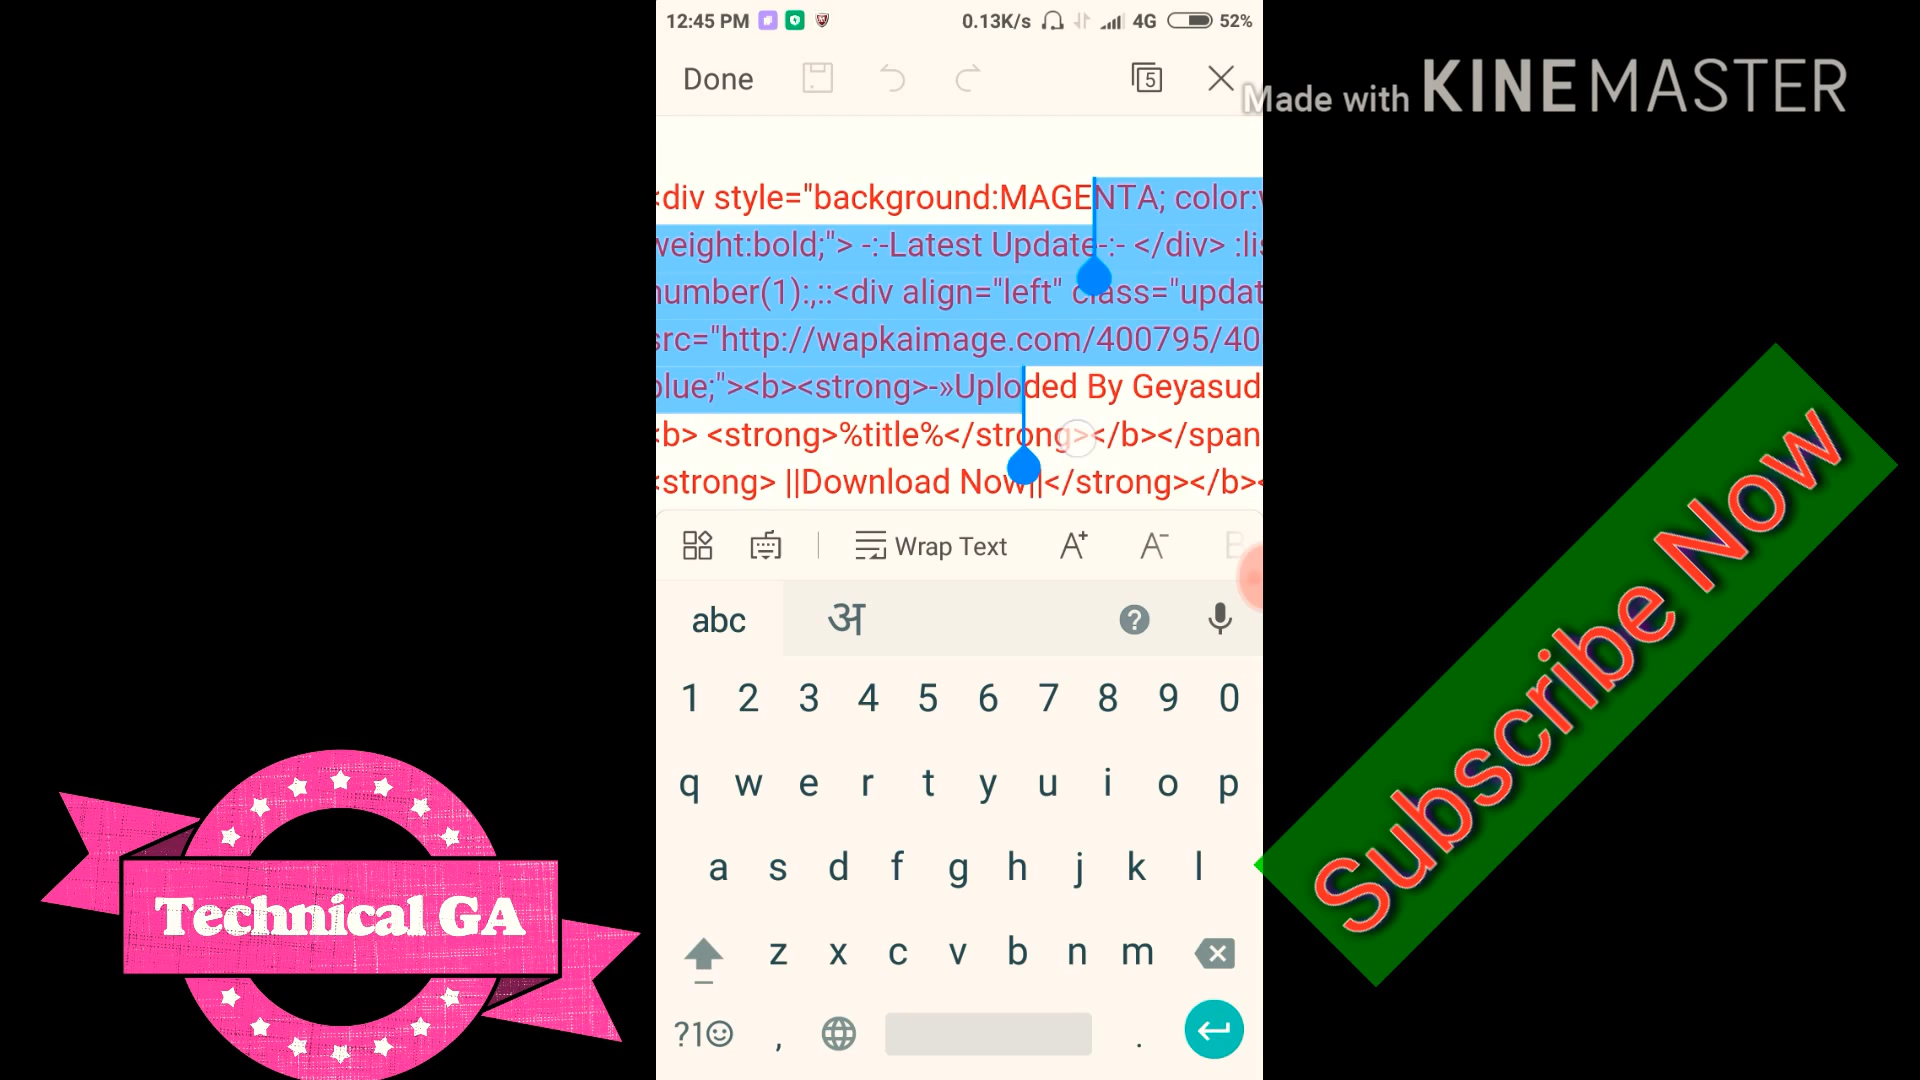 12:45 PM 0.13K/s 4G 52%
Done 5
Made with KINEMASTER
<div style="background:MAGENTA; color:
weight:bold;"> -:-Latest Update-:- </div> :lis
number(1):,::<div align="left" class="updat
src="http://wapkaimage.com/400795/40
blue;"><b><strong>-»Uploded By Geyasud
<b> <strong>%title%</strong></b></span
<strong> ||Download Now||</strong></b><
Wrap Text A+ A- B
abc अ ?
1 2 3 4 5 6 7 8 9 0
q w e r t y u i o p
a s d f g h j k l
z x c v b n m
?1☺ , .
Technical GA
Subscribe Now